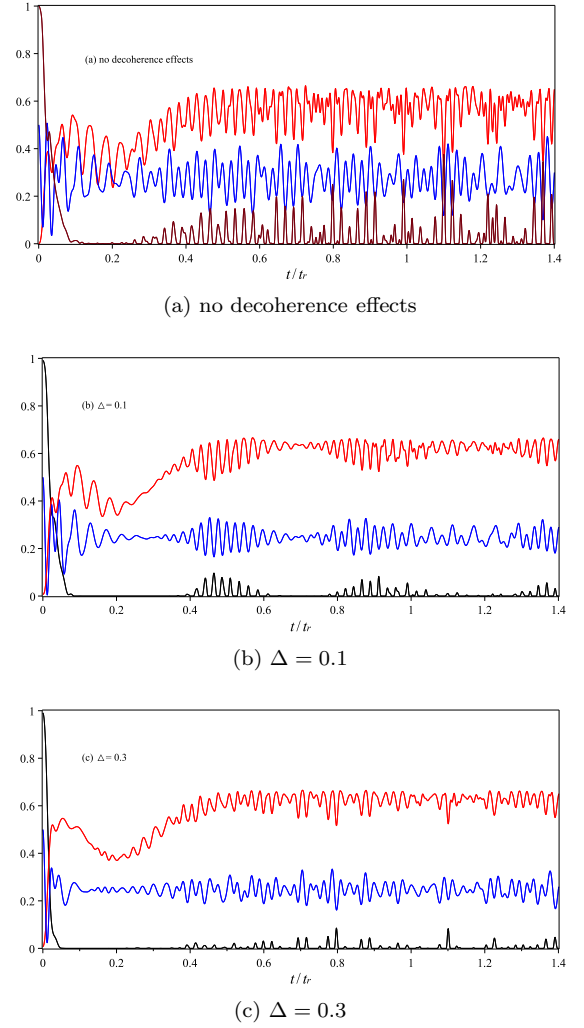 1
0.8
0.6
0.4
0.2
0
(a) no decoherence effects
0 0.2 0.4 0.6 0.8 1 1.2 1.4
t / tr
(a) no decoherence effects
1
0.8
0.6
0.4
0.2
0
(b) △= 0.1
0 0.2 0.4 0.6 0.8 1 1.2 1.4
t / tr
(b) Δ = 0.1
1
0.8
0.6
0.4
0.2
0
(c) △= 0.3
0 0.2 0.4 0.6 0.8 1 1.2 1.4
t / tr
(c) Δ = 0.3